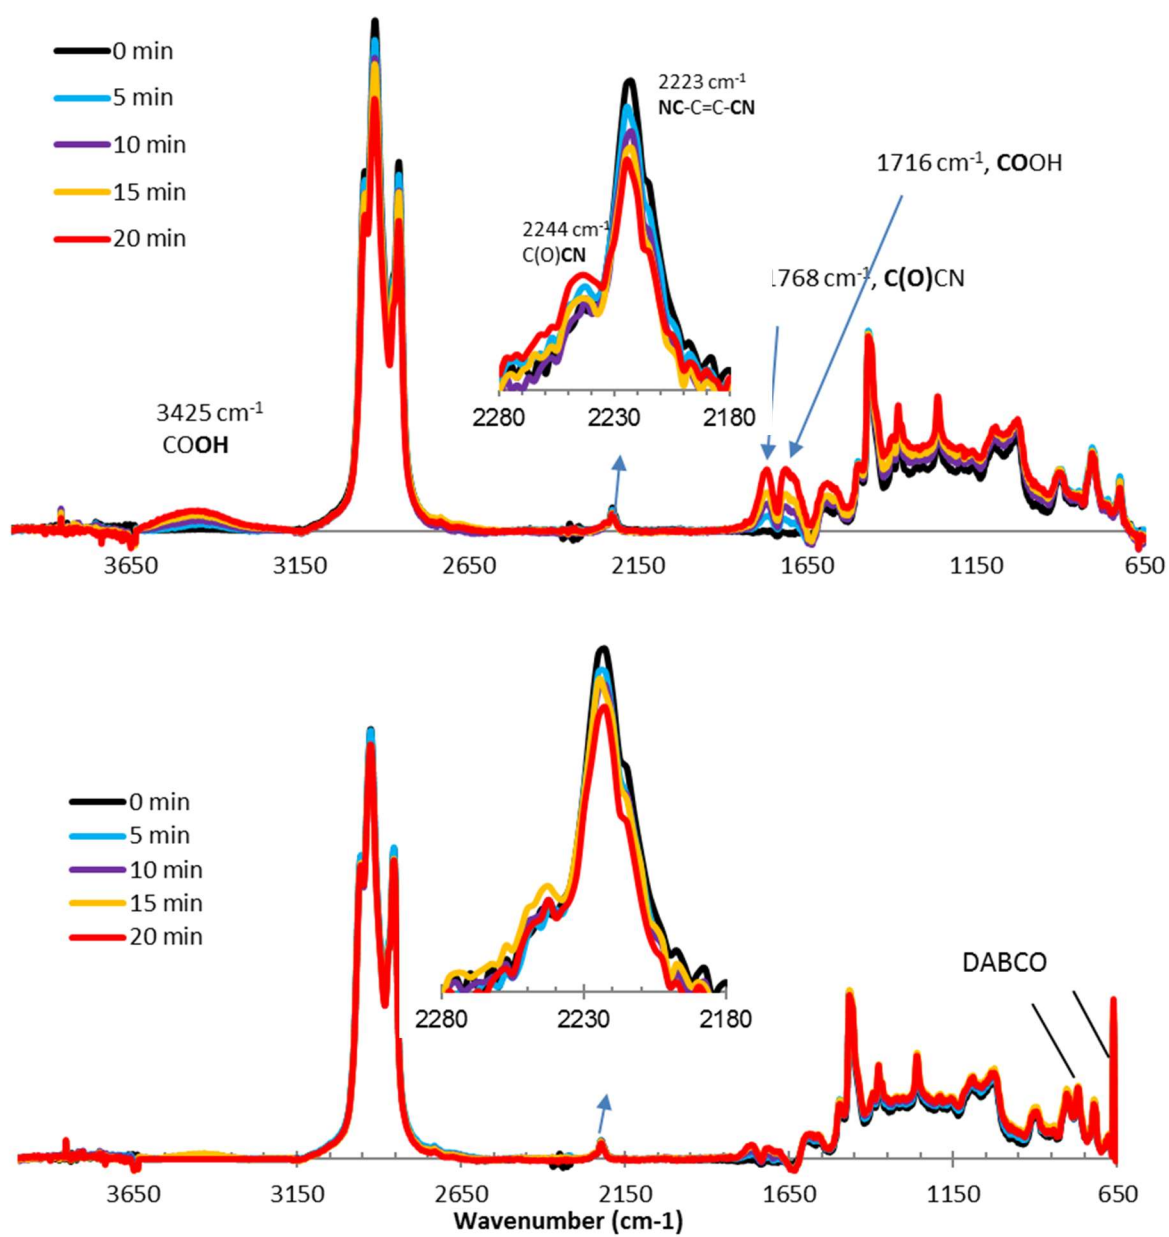 0 min
5 min
10 min
15 min
20 min
2223 cm-1
NC-C=C-CN
1716 cm-1, COOH
2244 cm-1
C(O)CN
1768 cm-1, C(O)CN
3425 cm-1
COOH
2280 2230 2180
3650 3150 2650 2150 1650 1150 650
0 min
5 min
10 min
15 min
20 min
DABCO
2280 2230 2180
3650 3150 2650 2150 1650 1150 650
Wavenumber (cm-1)